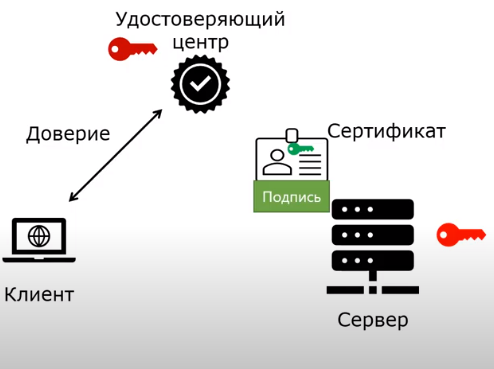 Удостоверяющий
центр
Доверие
Сертификат
Подпись
Клиент
Сервер